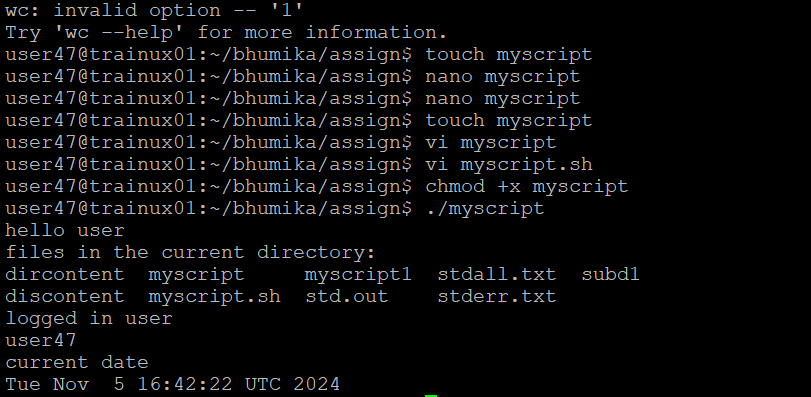 wc: invalid option -- '1'
Try 'wc --help' for more information.
user47@trainux01:~/bhumika/assign$ touch myscript
user47@trainux01:~/bhumika/assign$ nano myscript
user47@trainux01:~/bhumika/assign$ nano myscript
user47@trainux01:~/bhumika/assign$ touch myscript
user47@trainux01:~/bhumika/assign$ vi myscript
user47@trainux01:~/bhumika/assign$ vi myscript.sh
user47@trainux01:~/bhumika/assign$ chmod +x myscript
user47@trainux01:~/bhumika/assign$ ./myscript
hello user
files in the current directory:
dircontent  myscript     myscript1  stdall.txt  subd1
discontent  myscript.sh  std.out    stderr.txt
logged in user
user47
current date
Tue Nov  5 16:42:22 UTC 2024